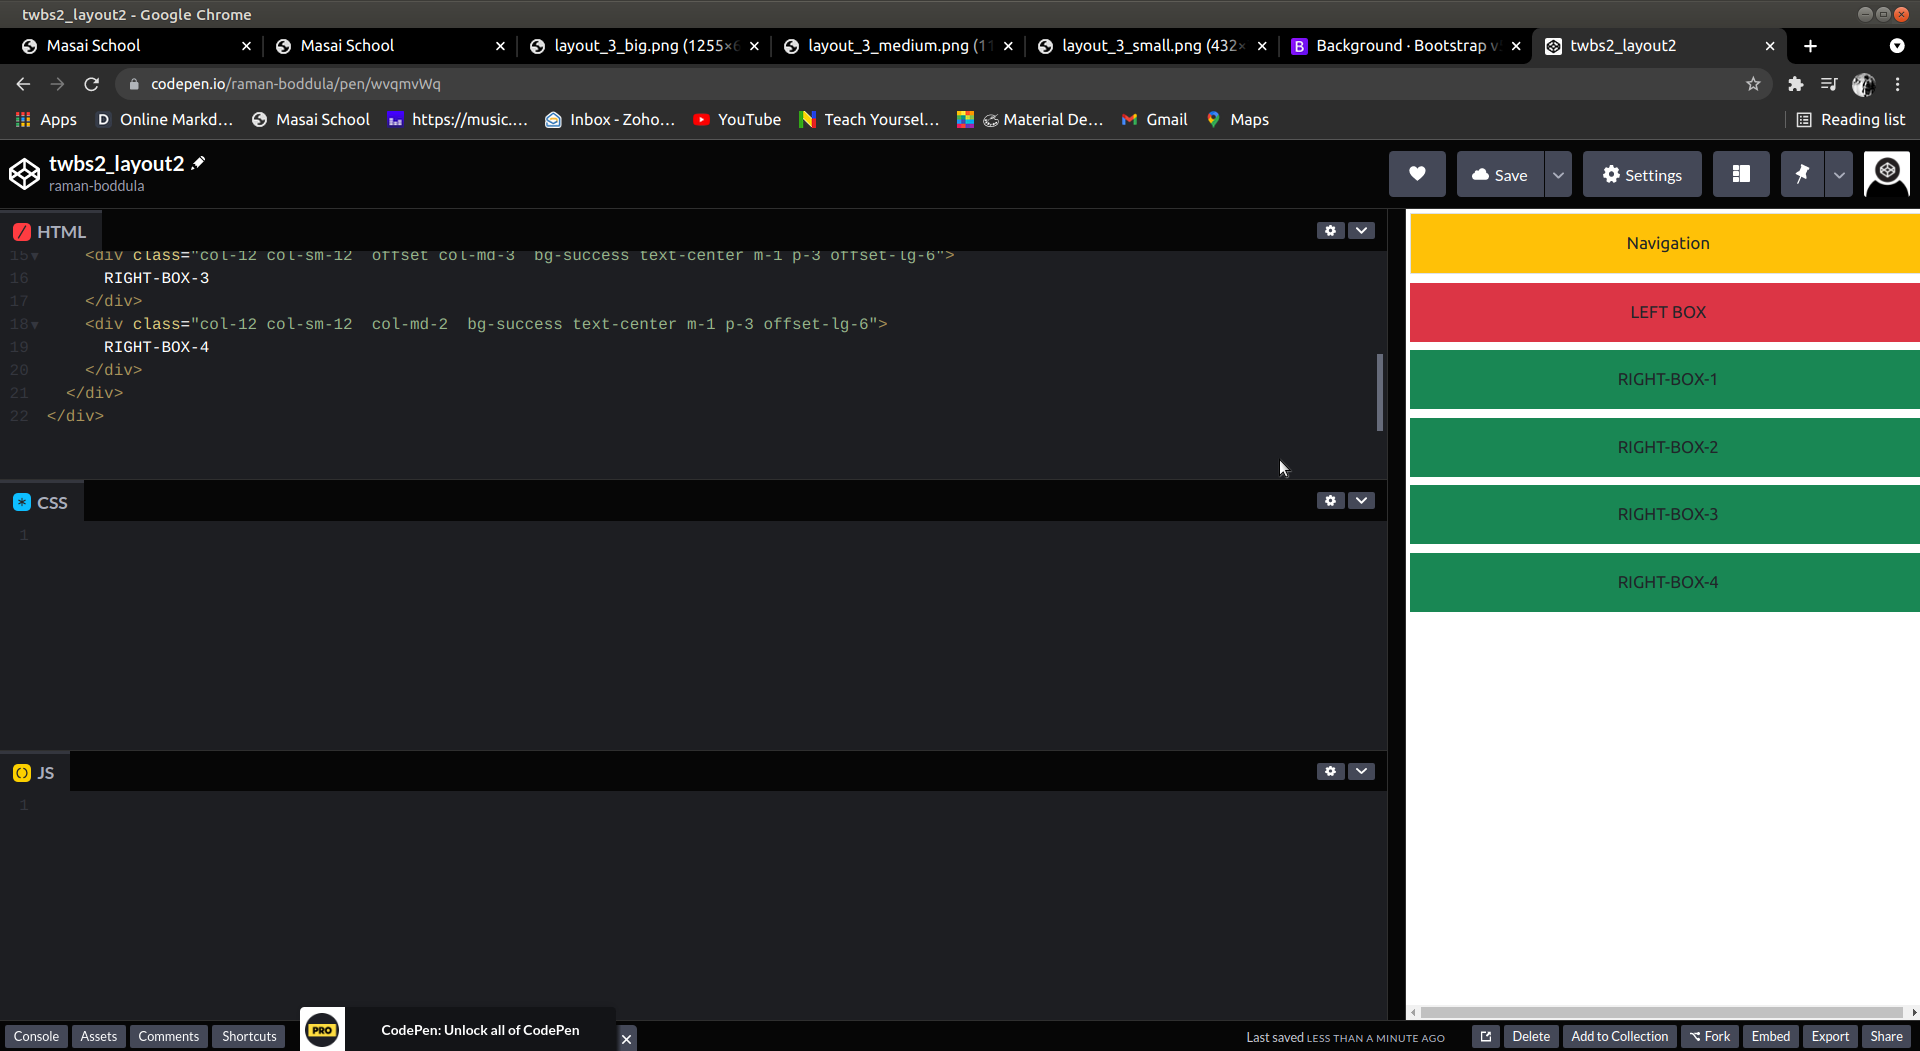 twbs2_layout2 - Google Chrome
Masai School
Masai School
layout_3_big.png (1255×6
layout_3_medium.png (11
layout_3_small.png (432×
B Background · Bootstrap v
twbs2_layout2
codepen.io/raman-boddula/pen/wvqmvWq
Apps
D Online Markd...
Masai School
https://music....
Inbox - Zoho...
YouTube
Teach Yoursel...
Material De...
Gmail
Maps
Reading list
twbs2_layout2
raman-boddula
Save
Settings
HTML
15 <div class="col-12 col-sm-12  offset col-md-3  bg-success text-center m-1 p-3 offset-lg-6">
16 RIGHT-BOX-3
17 </div>
18 <div class="col-12 col-sm-12  col-md-2  bg-success text-center m-1 p-3 offset-lg-6">
19 RIGHT-BOX-4
20 </div>
21 </div>
22 </div>
CSS
1
JS
1
Navigation
LEFT BOX
RIGHT-BOX-1
RIGHT-BOX-2
RIGHT-BOX-3
RIGHT-BOX-4
Console
Assets
Comments
Shortcuts
PRO
CodePen: Unlock all of CodePen
Last saved LESS THAN A MINUTE AGO
Delete
Add to Collection
Fork
Embed
Export
Share